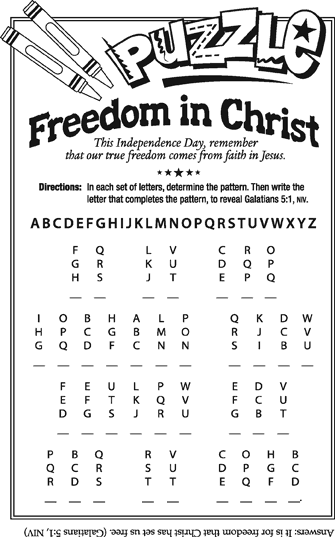 PUZZLE
Freedom in Christ
This Independence Day, remember
that our true freedom comes from faith in Jesus.
Directions: In each set of letters, determine the pattern. Then write the
letter that completes the pattern, to reveal Galatians 5:1, NIV.
ABCDEFGHIJKLMNOPQRSTUVWXYZ
F Q L V C R O
G R K U D Q P
H S J T E P Q
I O B H A L P Q K D W
H P C G B M O R J C V
G Q D F C N N S I B U
F E U L P W E D V
E F T K Q V F C U
D G S J R U G B T
P B Q R V C O H B
Q C R S U D P G C
R D S T T E Q F D
Answers: It is for freedom that Christ has set us free. (Galatians 5:1, NIV)